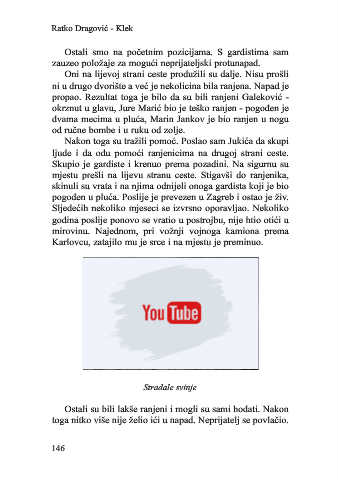 Ratko Dragović - Klek
Ostali smo na početnim pozicijama. S gardistima sam
zauzeo položaje za mogući neprijateljski protunapad.
Oni na lijevoj strani ceste produžili su dalje. Nisu prošli
ni u drugo dvorište a već je nekolicina bila ranjena. Napad je
propao. Rezultat toga je bilo da su bili ranjeni Galeković -
okrznut u glavu, Jure Marić bio je teško ranjen - pogođen je
dvama mecima u pluća, Marin Jankov je bio ranjen u nogu
od ručne bombe i u ruku od zolje.
Nakon toga su tražili pomoć. Poslao sam Jukića da skupi
ljude i da odu pomoći ranjenicima na drugoj strani ceste.
Skupio je gardiste i krenuo prema pozadini. Na sigurnu su
mjestu prešli na lijevu stranu ceste. Stigavši do ranjenika,
skinuli su vrata i na njima odnijeli onoga gardista koji je bio
pogođen u pluća. Poslije je prevezen u Zagreb i ostao je živ.
Sljedećih nekoliko mjeseci se izvrsno oporavljao. Nekoliko
godina poslije ponovo se vratio u postrojbu, nije htio otići u
mirovinu. Najednom, pri vožnji vojnoga kamiona prema
Karlovcu, zatajilo mu je srce i na mjestu je preminuo.
YouTube
Stradale svinje
Ostali su bili lakše ranjeni i mogli su sami hodati. Nakon
toga nitko više nije želio ići u napad. Neprijatelj se povlačio.
146